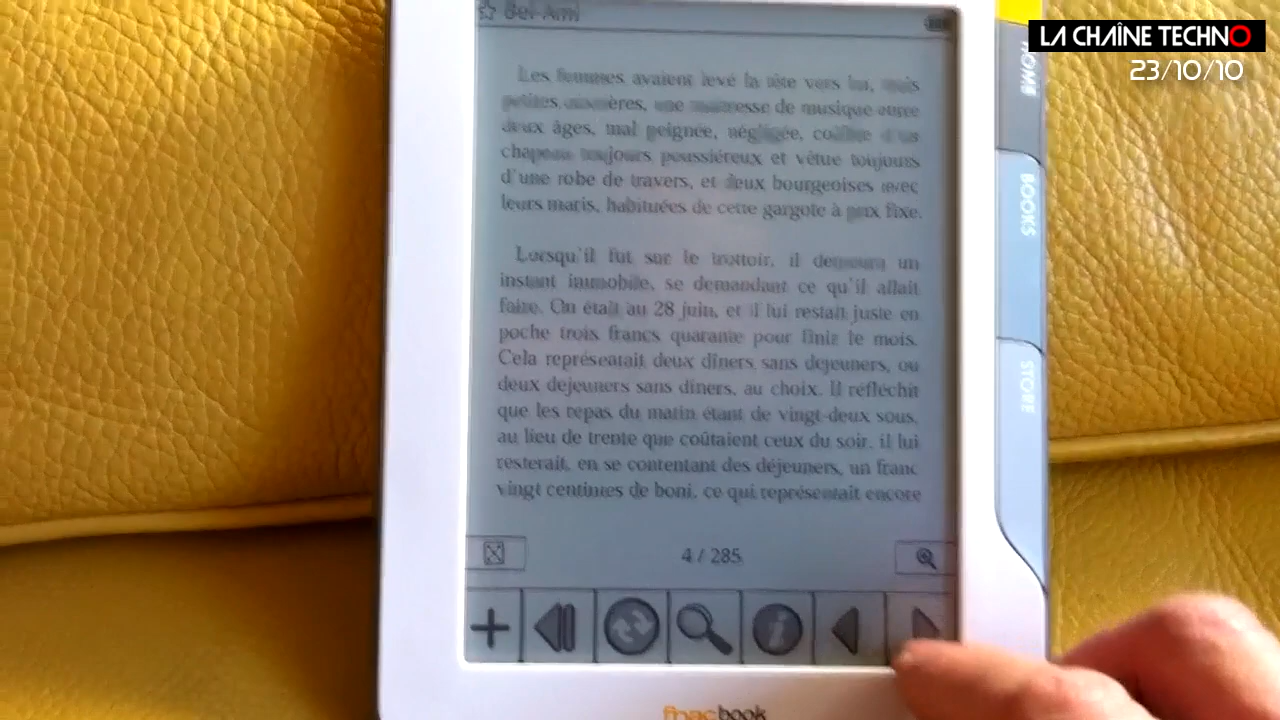 Bel-Ami
LA CHAÎNE TECHNO
23/10/10
HOME
BOOKS
STORE
Les femmes avaient levé la tête vers lui, trois
petites ouvrières, une maîtresse de musique entre
deux âges, mal peignée, négligée, coiffée d'un
chapeau toujours poussiéreux et vêtue toujours
d'une robe de travers, et deux bourgeoises avec
leurs maris, habituées de cette gargote à prix fixe.
Lorsqu'il fut sur le trottoir, il demeura un
instant immobile, se demandant ce qu'il allait
faire. On était au 28 juin, et il lui restait juste en
poche trois francs quarante pour finir le mois.
Cela représentait deux dîners sans dejeuners, ou
deux dejeuners sans dîners, au choix. Il réfléchit
que les repas du matin étant de vingt-deux sous,
au lieu de trente que coûtaient ceux du soir, il lui
resterait, en se contentant des déjeuners, un franc
vingt centimes de boni, ce qui représentait encore
4 / 285
fnacbook